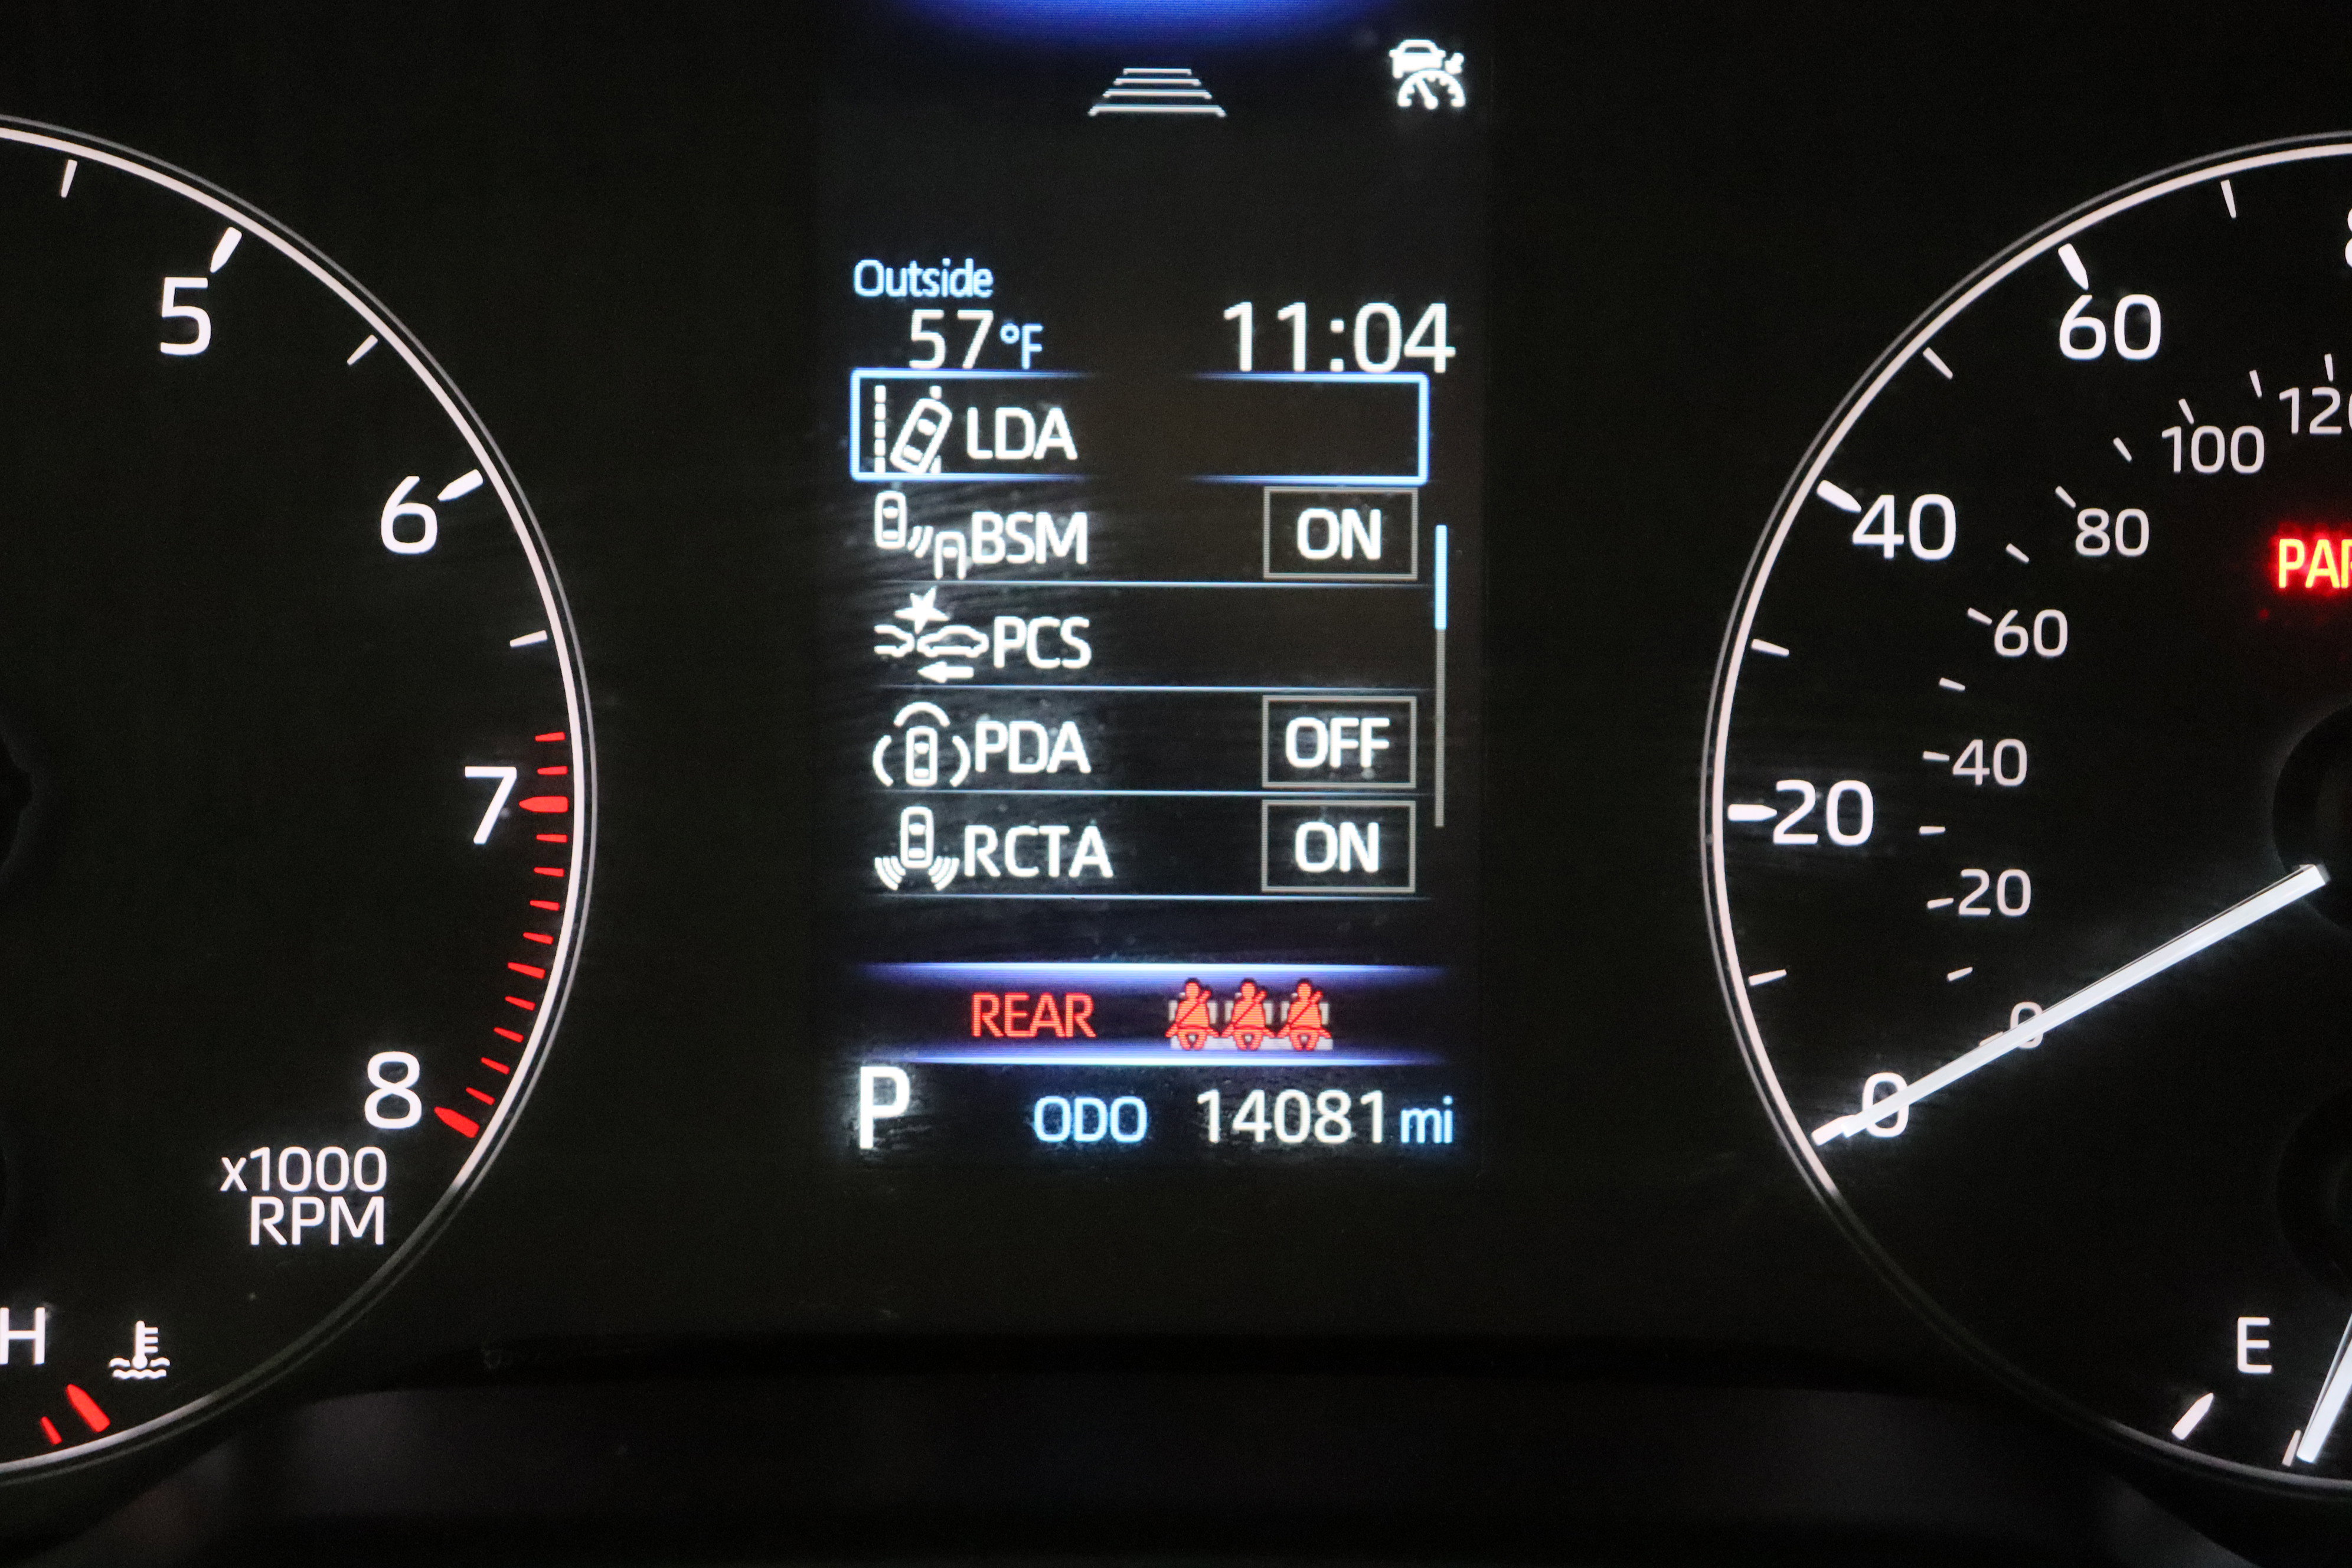 5
6
7
8
x1000
RPM
H
Outside
57°F 11:04
LDA
BSM ON
PCS
PDA OFF
RCTA ON
REAR
P ODO 14081 mi
60
40
20
0
100
80
60
40
20
0
E